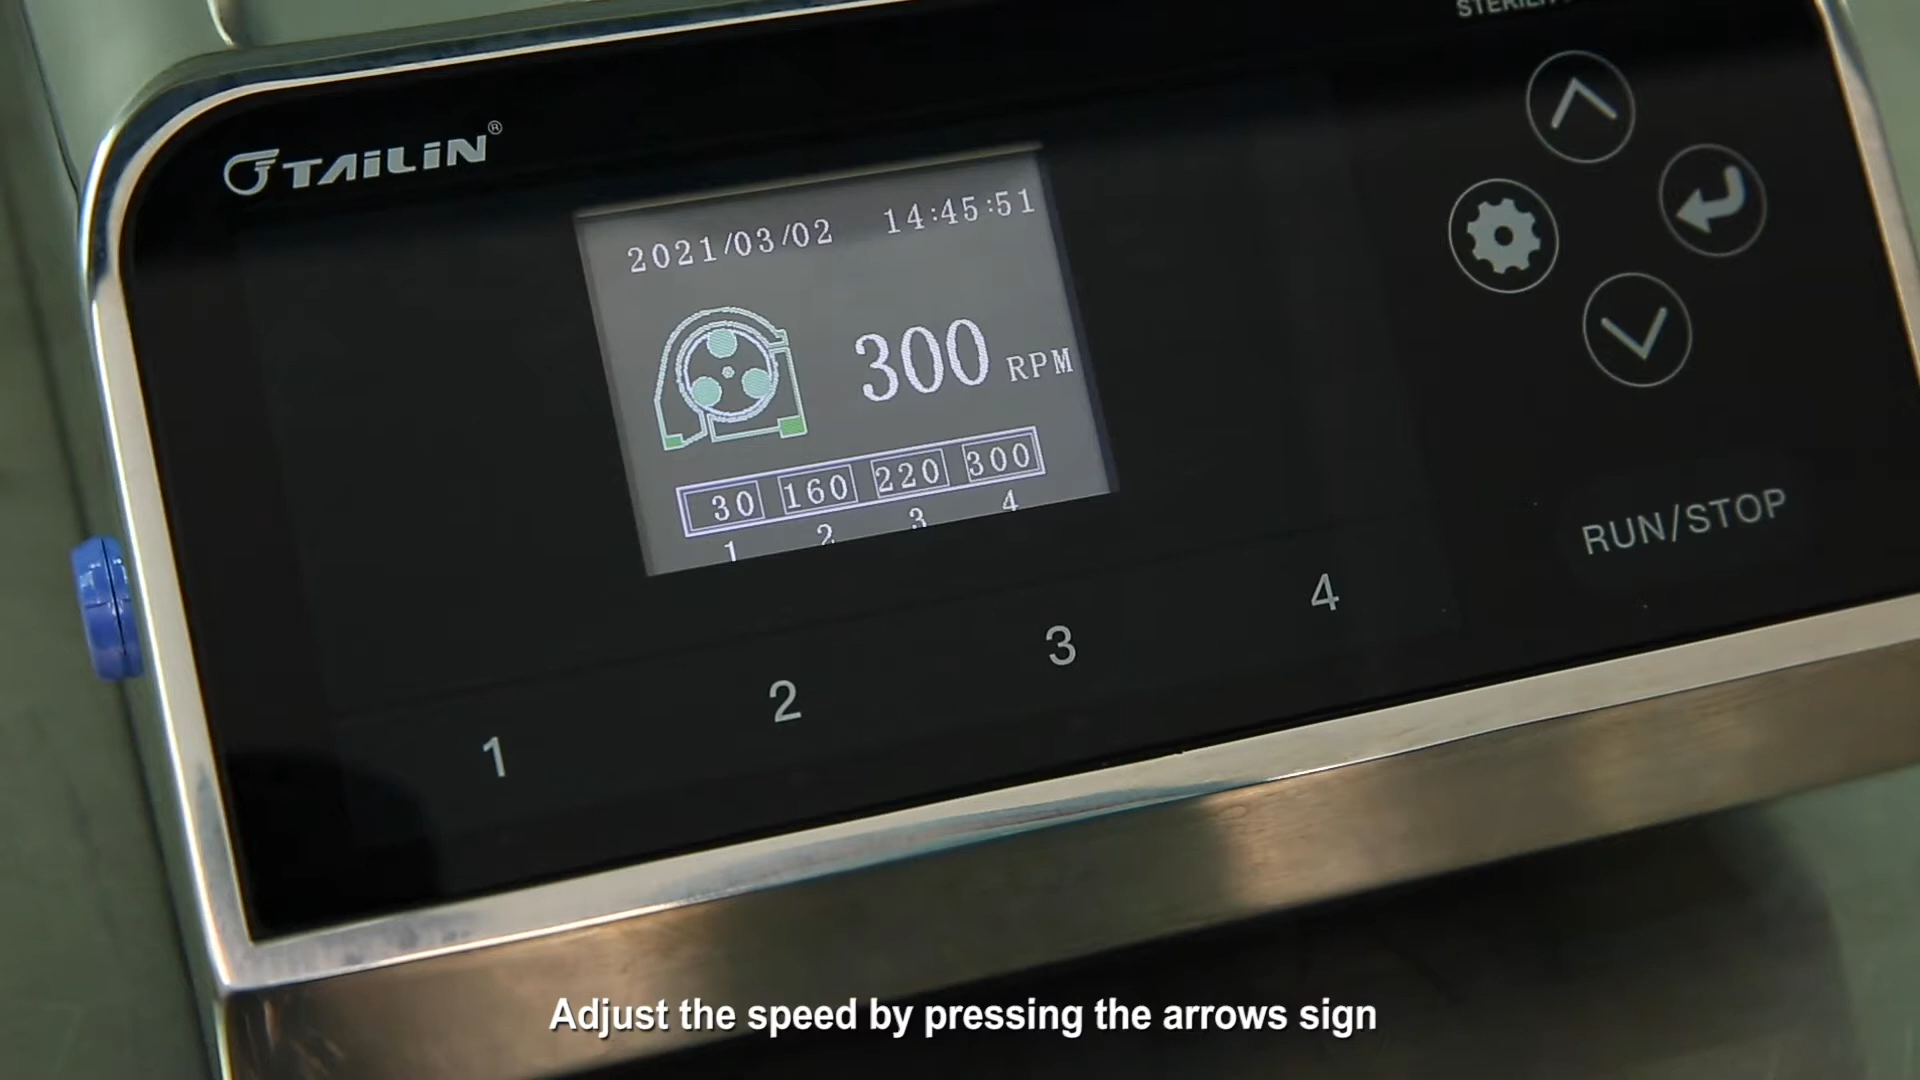 TAiLiN®
2021/03/02 14:45:51
300 RPM
30 160 220 300
1 2 3 4
RUN/STOP
1 2 3 4
Adjust the speed by pressing the arrows sign